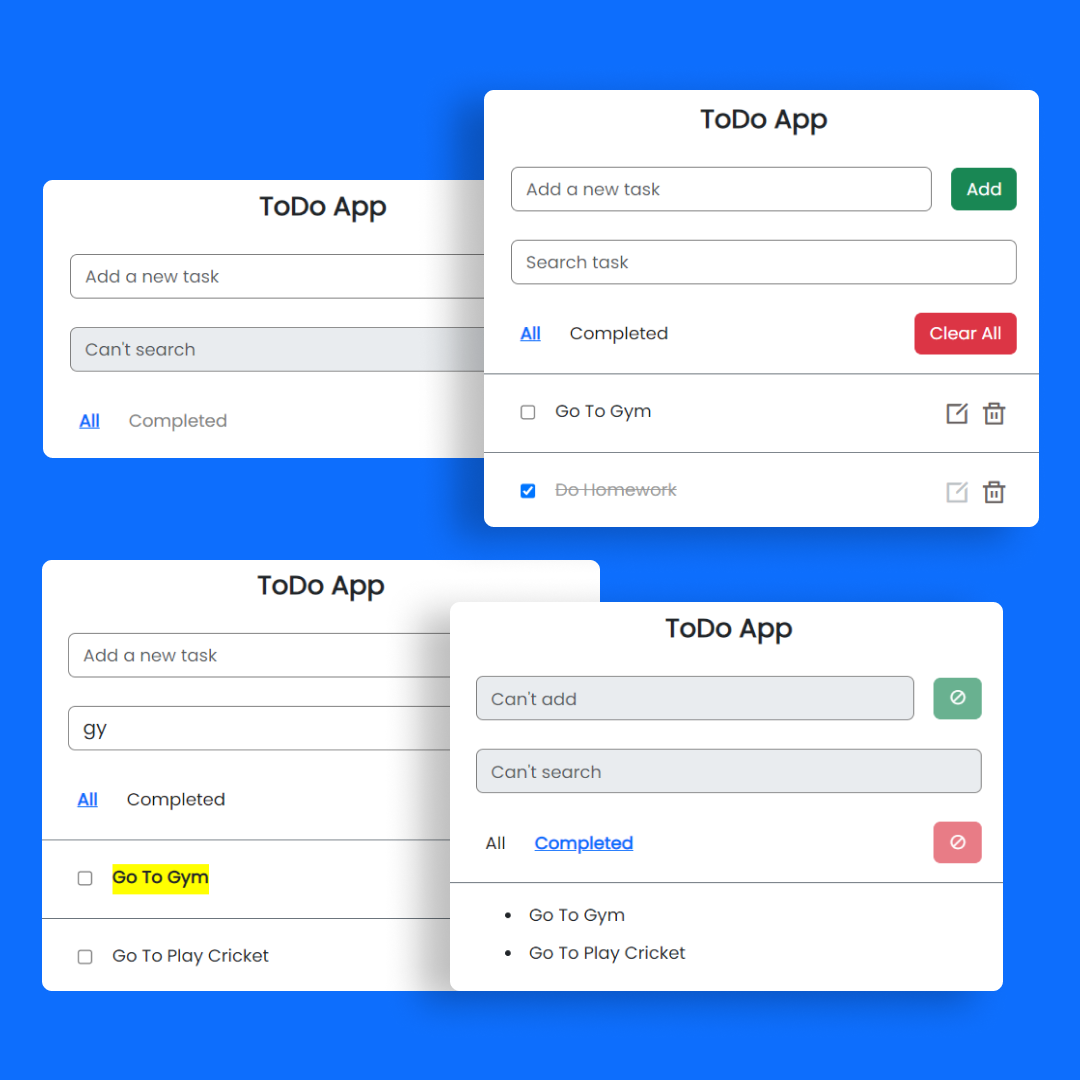 ToDo App
Add a new task
Can't search
All Completed
ToDo App
Add a new task Add
Search task
All Completed Clear All
Go To Gym
Do Homework
ToDo App
Add a new task
gy
All Completed
Go To Gym
Go To Play Cricket
ToDo App
Can't add
Can't search
All Completed
• Go To Gym
• Go To Play Cricket